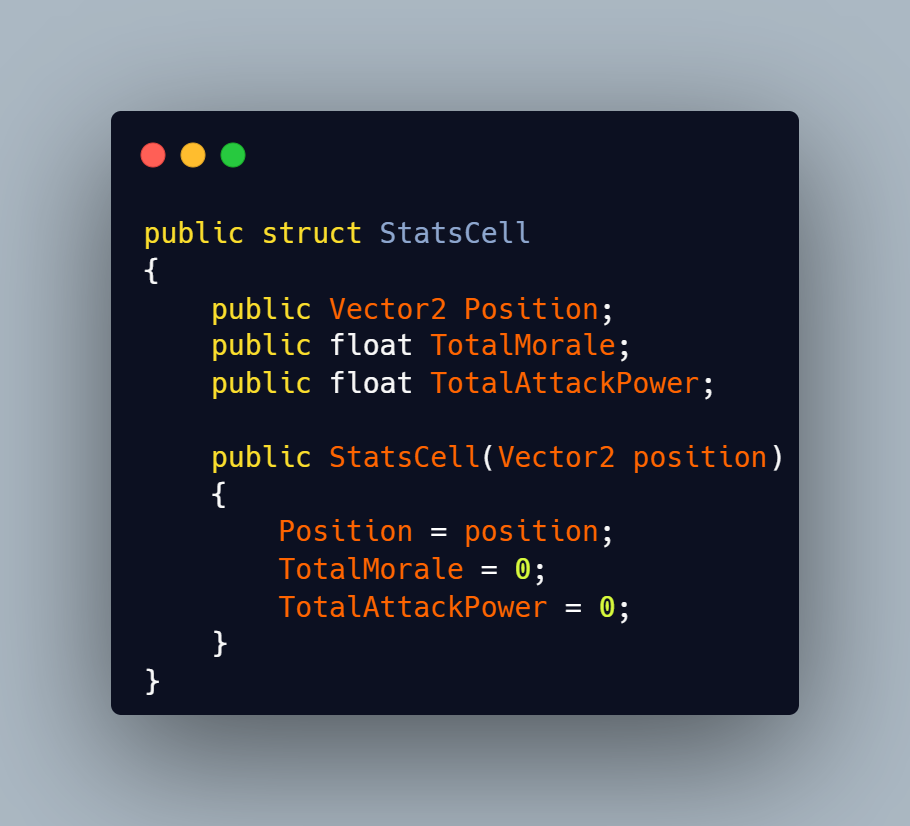 public struct StatsCell
{
    public Vector2 Position;
    public float TotalMorale;
    public float TotalAttackPower;

    public StatsCell(Vector2 position)
    {
        Position = position;
        TotalMorale = 0;
        TotalAttackPower = 0;
    }
}